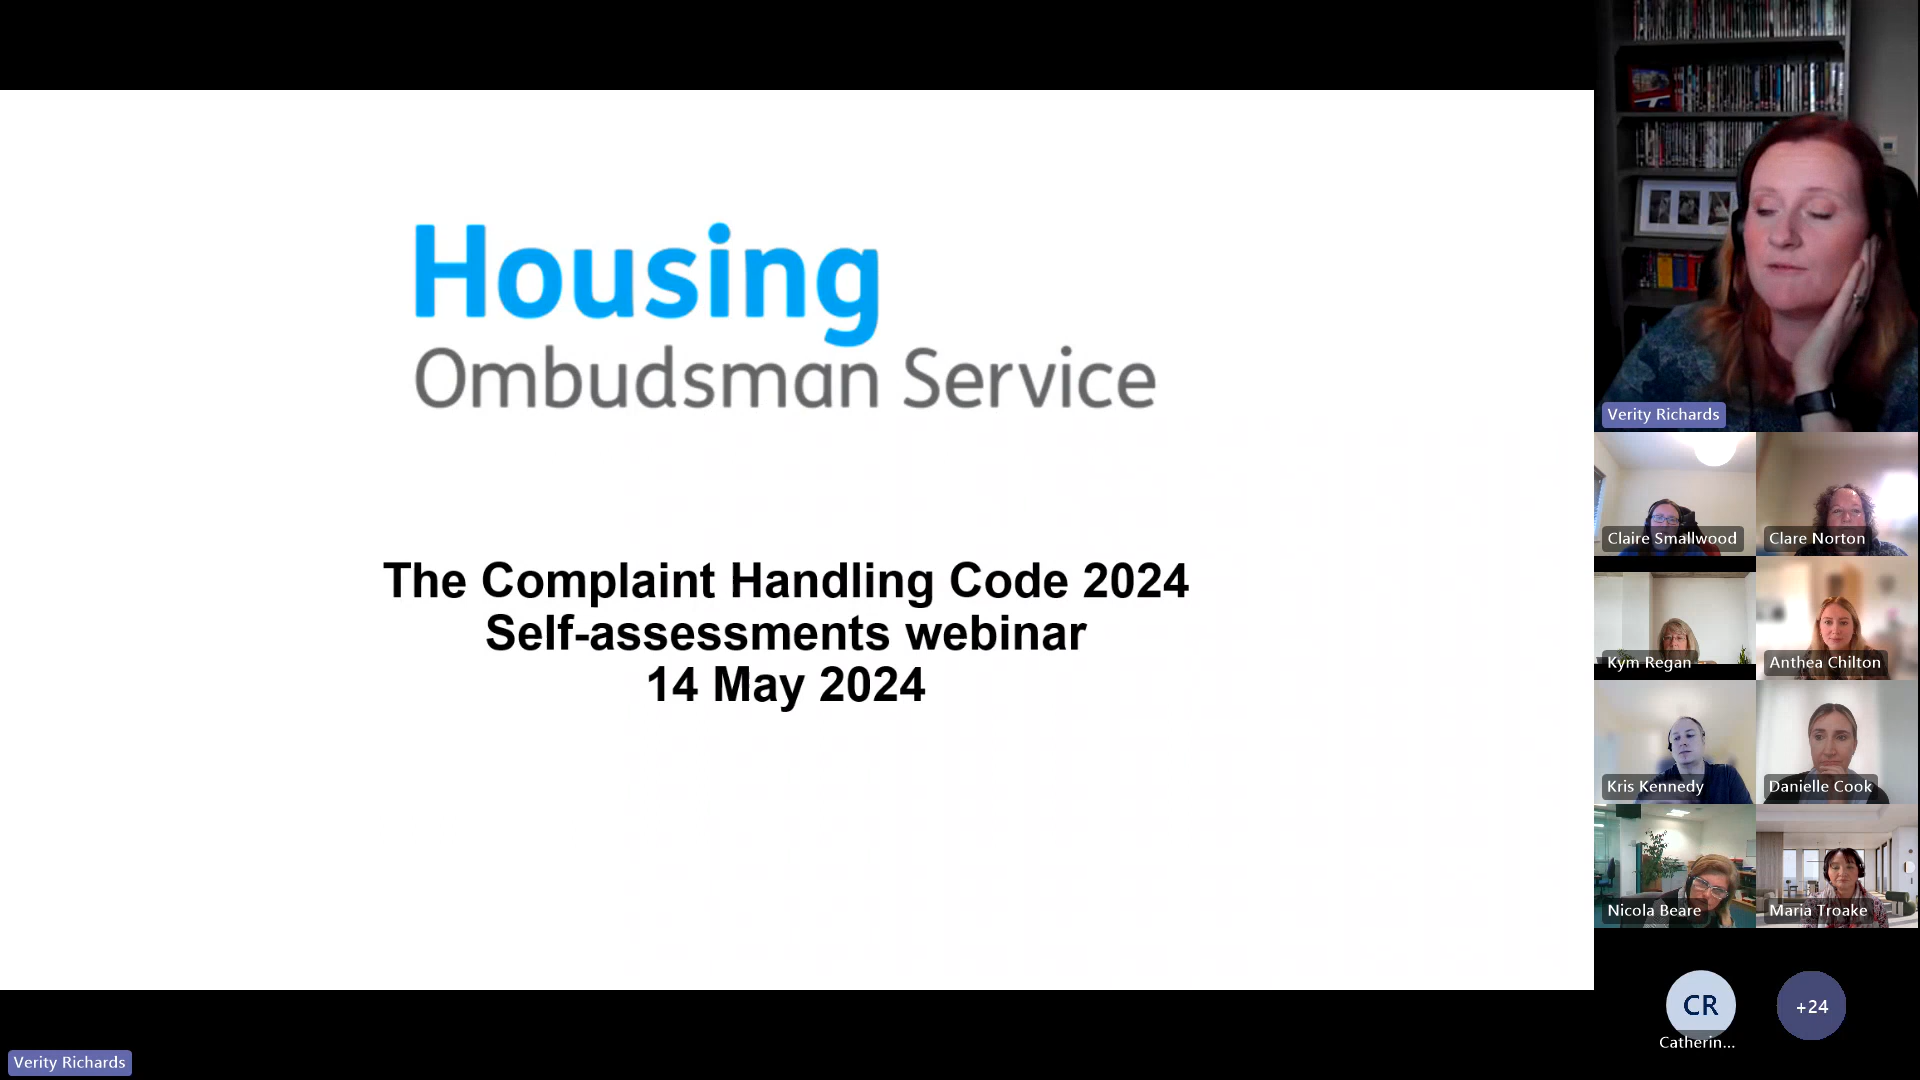 Housing
Ombudsman Service
The Complaint Handling Code 2024
Self-assessments webinar
14 May 2024
Verity Richards
Claire Smallwood
Clare Norton
Kym Regan
Anthea Chilton
Kris Kennedy
Danielle Cook
Nicola Beare
Maria Troake
CR
Catherin...
+24
Verity Richards